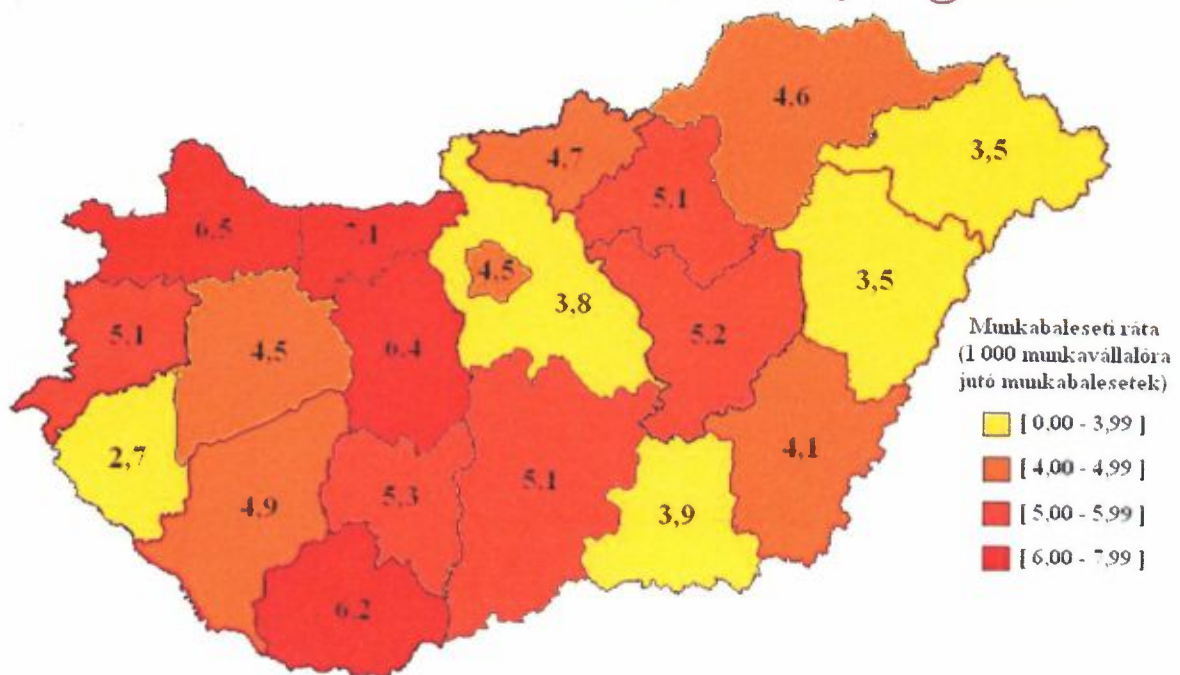 4.6
3,5
4,7
5.1
6.5
7.1
4.5
3,8
3,5
5.1
4,5
6.4
5.2
2,7
4,9
5.3
5.1
3,9
4,1
6.2
Munkabaleseti ráta
(1 000 munkavállalóra
jutó munkabalesetek)
[ 0,00 - 3,99 ]
[ 4,00 - 4,99 ]
[ 5,00 - 5,99 ]
[ 6,00 - 7,99 ]